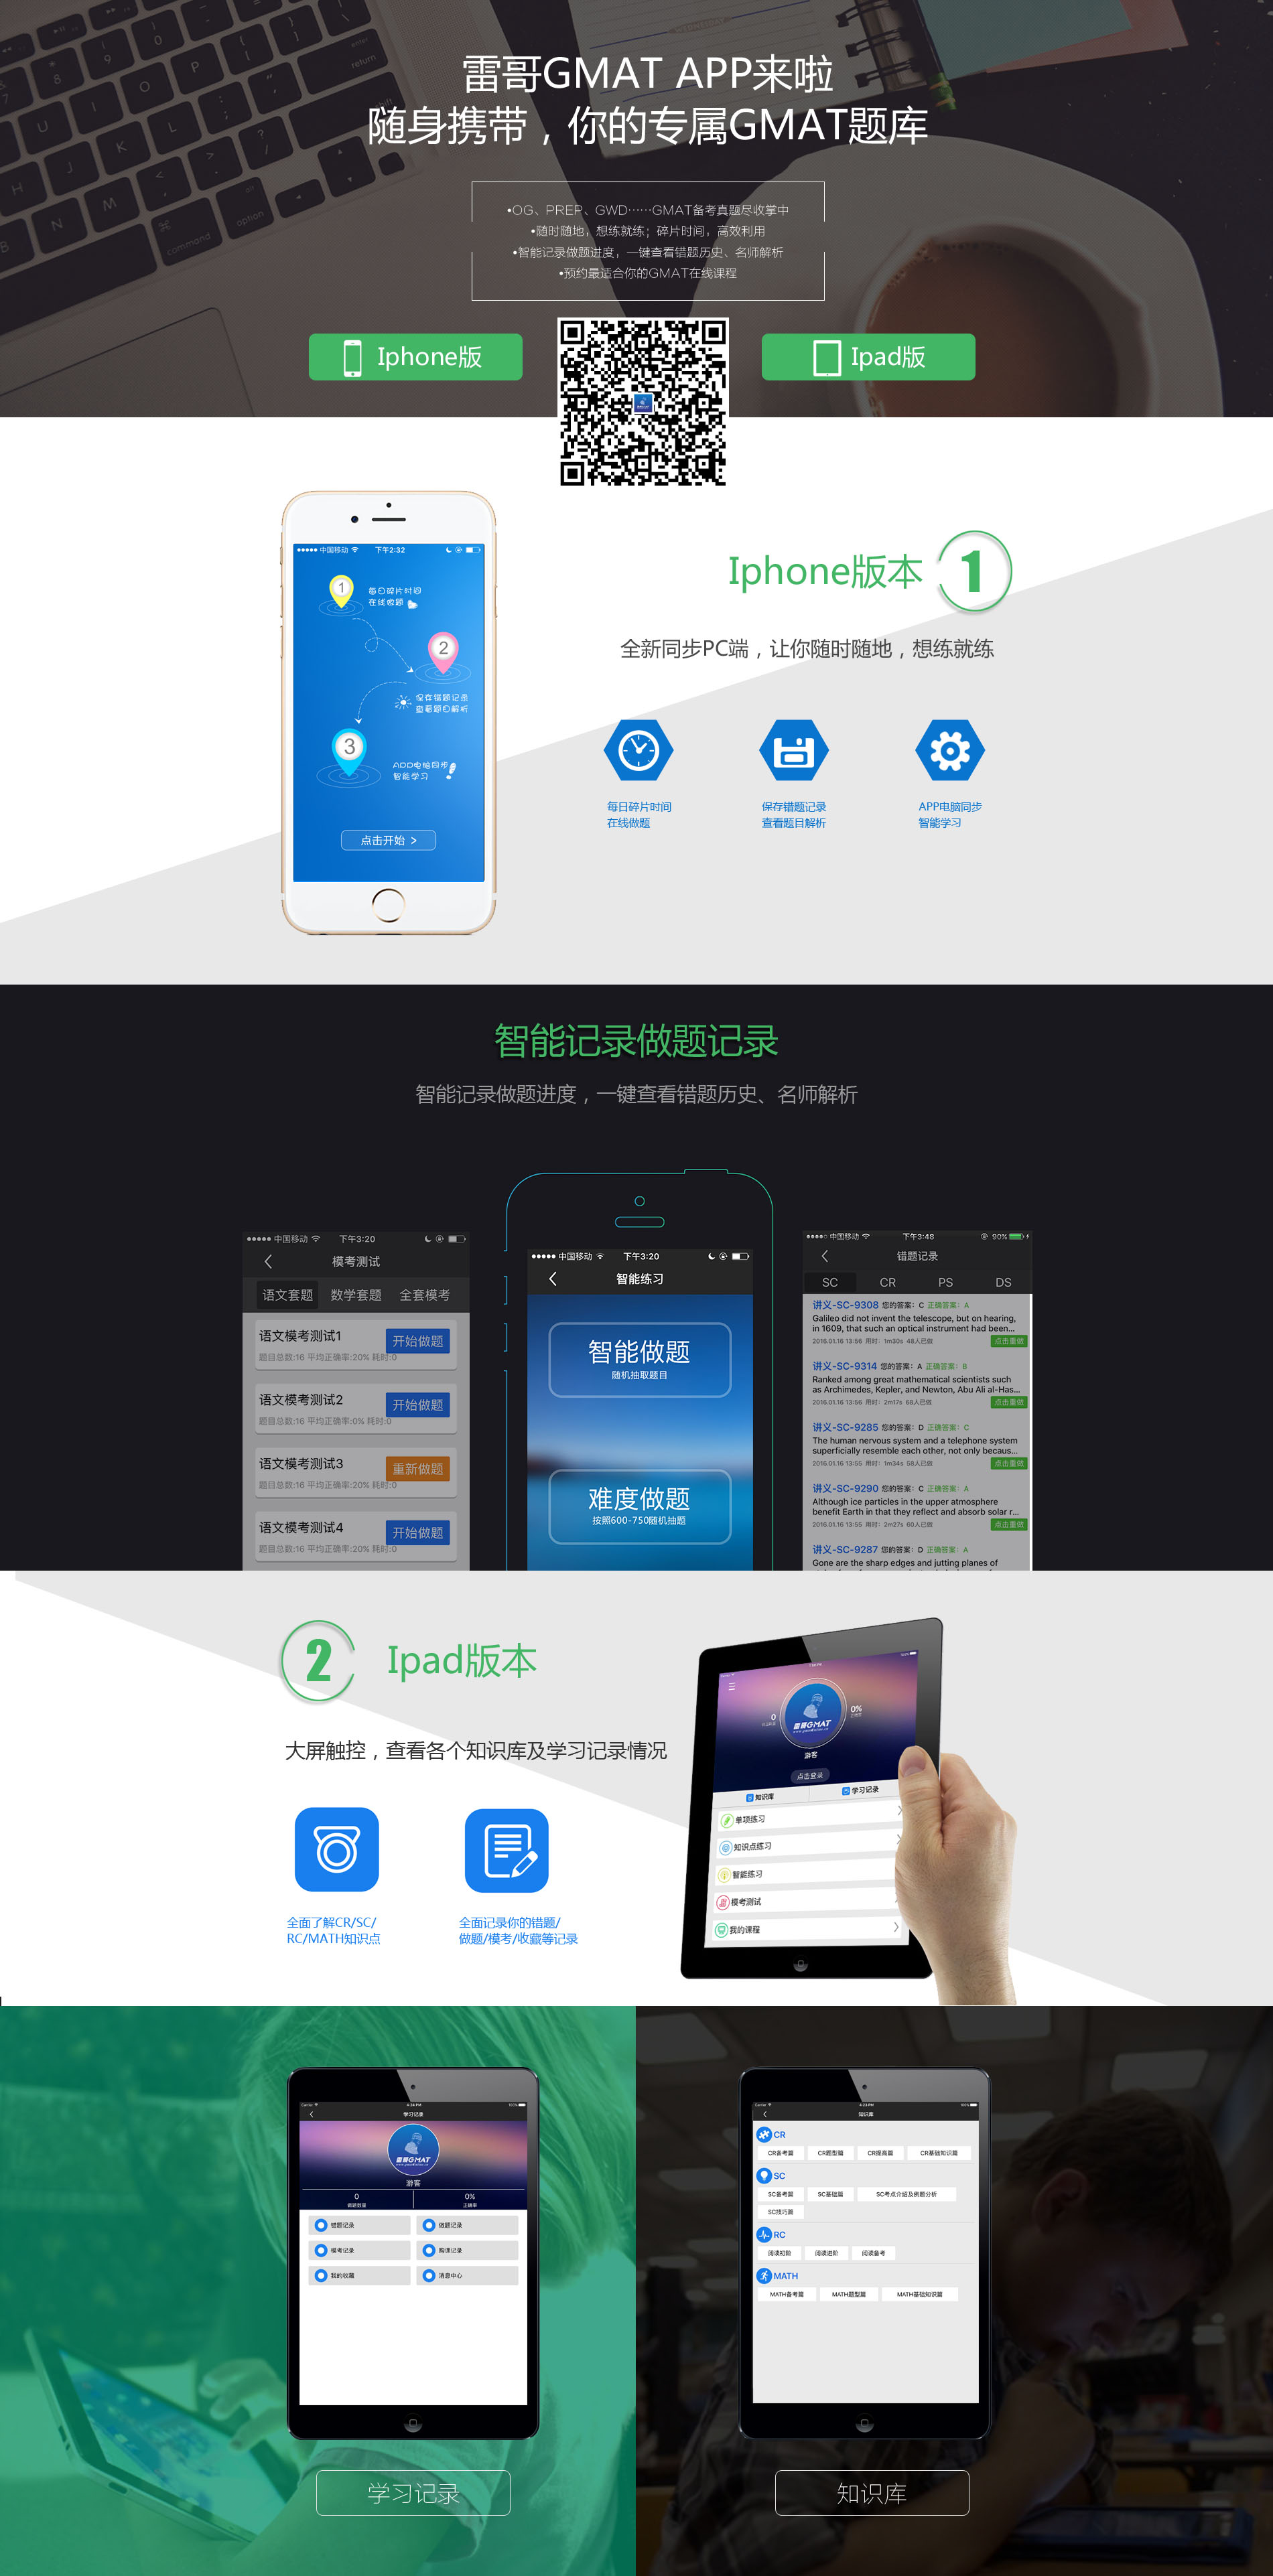 雷哥GMAT APP来啦
随身携带，你的专属GMAT题库
•OG、PREP、GWD……GMAT备考真题尽收掌中
•随时随地，想练就练；碎片时间，高效利用
•智能记录做题进度，一键查看错题历史、名师解析
•预约最适合你的GMAT在线课程
Iphone版
Ipad版
中国移动 下午2:32
1
每日碎片时间
在线做题
2
保存错题记录
查看题目解析
3
APP电脑同步
智能学习
点击开始 >
Iphone版本 1
全新同步PC端，让你随时随地，想练就练
每日碎片时间
在线做题
保存错题记录
查看题目解析
APP电脑同步
智能学习
智能记录做题记录
智能记录做题进度，一键查看错题历史、名师解析
中国移动 下午3:20
模考测试
语文套题 数学套题 全套模考
语文模考测试1
开始做题
题目总数:16 平均正确率:20% 耗时:0
语文模考测试2
开始做题
题目总数:16 平均正确率:0% 耗时:0
语文模考测试3
重新做题
题目总数:16 平均正确率:20% 耗时:0
语文模考测试4
开始做题
题目总数:16 平均正确率:20% 耗时:0
中国移动 下午3:20
智能练习
智能做题
随机抽取题目
难度做题
按照600-750随机抽题
中国移动 下午3:48 90%
错题记录
SC CR PS DS
讲义-SC-9308 您的答案：C 正确答案：A
Galileo did not invent the telescope, but on hearing,
in 1609, that such an optical instrument had been...
2016.01.16 13:56 用时：1m30s 48人已做
点击重做
讲义-SC-9314 您的答案：A 正确答案：B
Ranked among great mathematical scientists such
as Archimedes, Kepler, and Newton, Abu Ali al-Has...
2016.01.16 13:56 用时：2m17s 68人已做
点击重做
讲义-SC-9285 您的答案：D 正确答案：C
The human nervous system and a telephone system
superficially resemble each other, not only becaus...
2016.01.16 13:55 用时：1m34s 58人已做
点击重做
讲义-SC-9290 您的答案：C 正确答案：A
Although ice particles in the upper atmosphere
benefit Earth in that they reflect and absorb solar r...
2016.01.16 13:55 用时：2m27s 60人已做
点击重做
讲义-SC-9287 您的答案：D 正确答案：A
Gone are the sharp edges and jutting planes of
2 Ipad版本
大屏触控，查看各个知识库及学习记录情况
全面了解CR/SC/
RC/MATH知识点
全面记录你的错题/
做题/模考/收藏等记录
雷哥GMAT
0
0%
游客
点击登录
知识库
学习记录
单项练习
知识点练习
智能练习
模考测试
我的课程
学习记录
雷哥GMAT
游客
0
0%
正确率
错题记录
做题记录
模考记录
购课记录
我的收藏
消息中心
学习记录
知识库
CR
CR备考篇 CR题型篇 CR提高篇 CR基础知识篇
SC
SC备考篇 SC基础篇 SC考点介绍及例题分析
SC技巧篇
RC
阅读初阶 阅读进阶 阅读备考
MATH
MATH备考篇 MATH题型篇 MATH基础知识篇
知识库